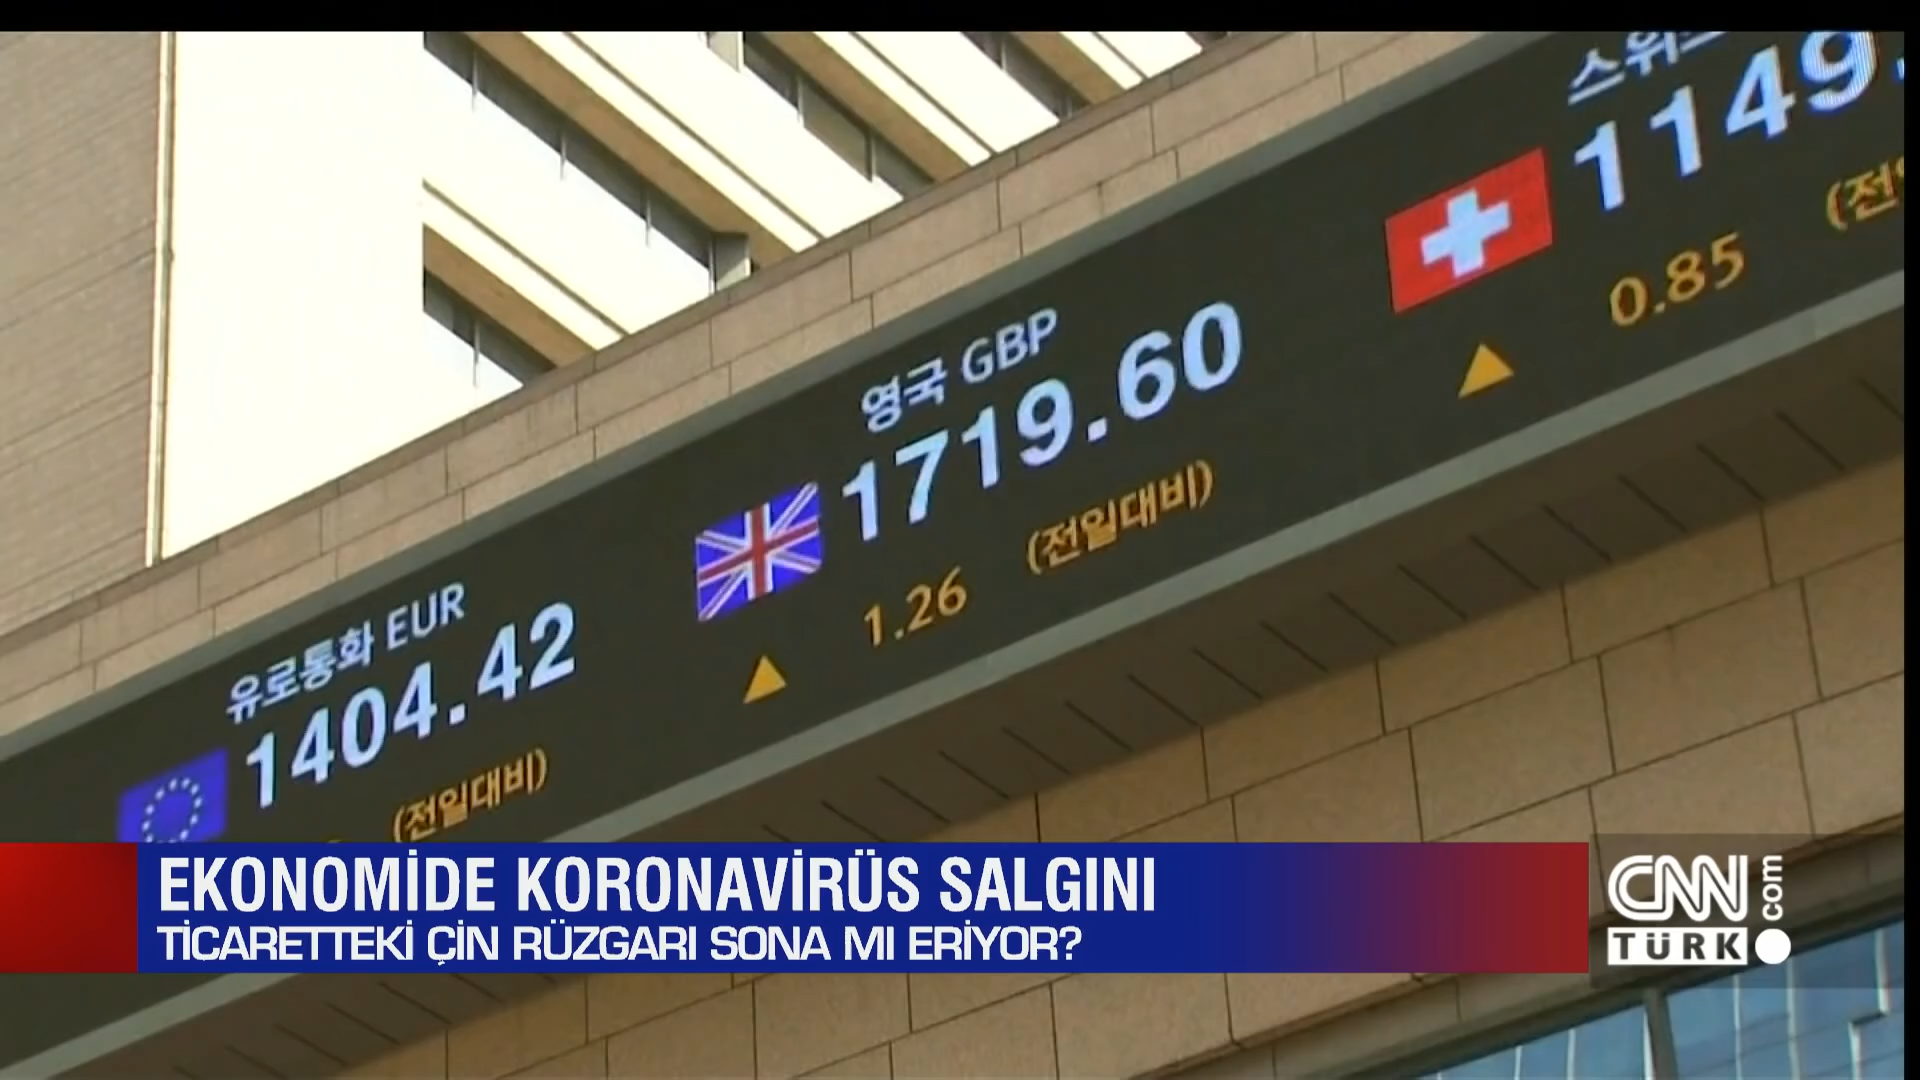 유로통화 EUR
1404.42
(전일대비)
영국 GBP
1719.60
1.26
(전일대비)
1149.
0.85
EKONOMİDE KORONAVİRÜS SALGINI
TİCARETTEKİ ÇİN RÜZGARI SONA MI ERİYOR?
CNN
TÜRK
.com